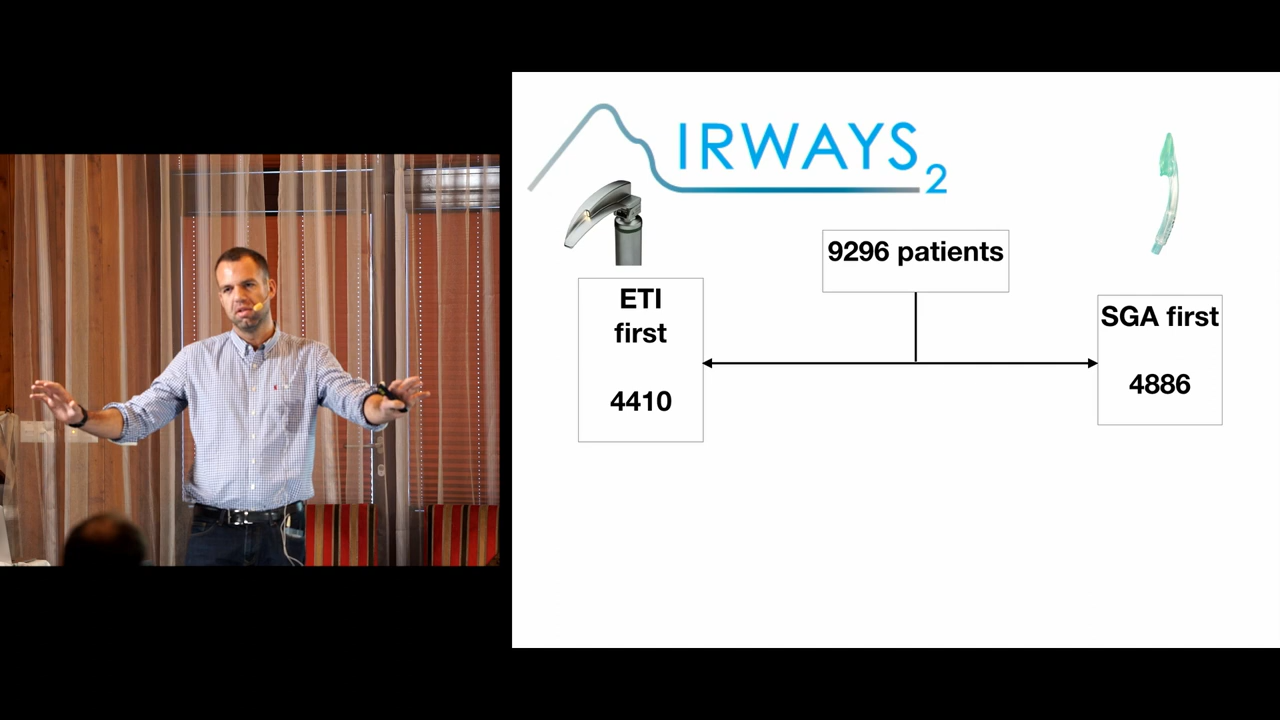 IRWAYS2
9296 patients
ETI
first
4410
SGA first
4886